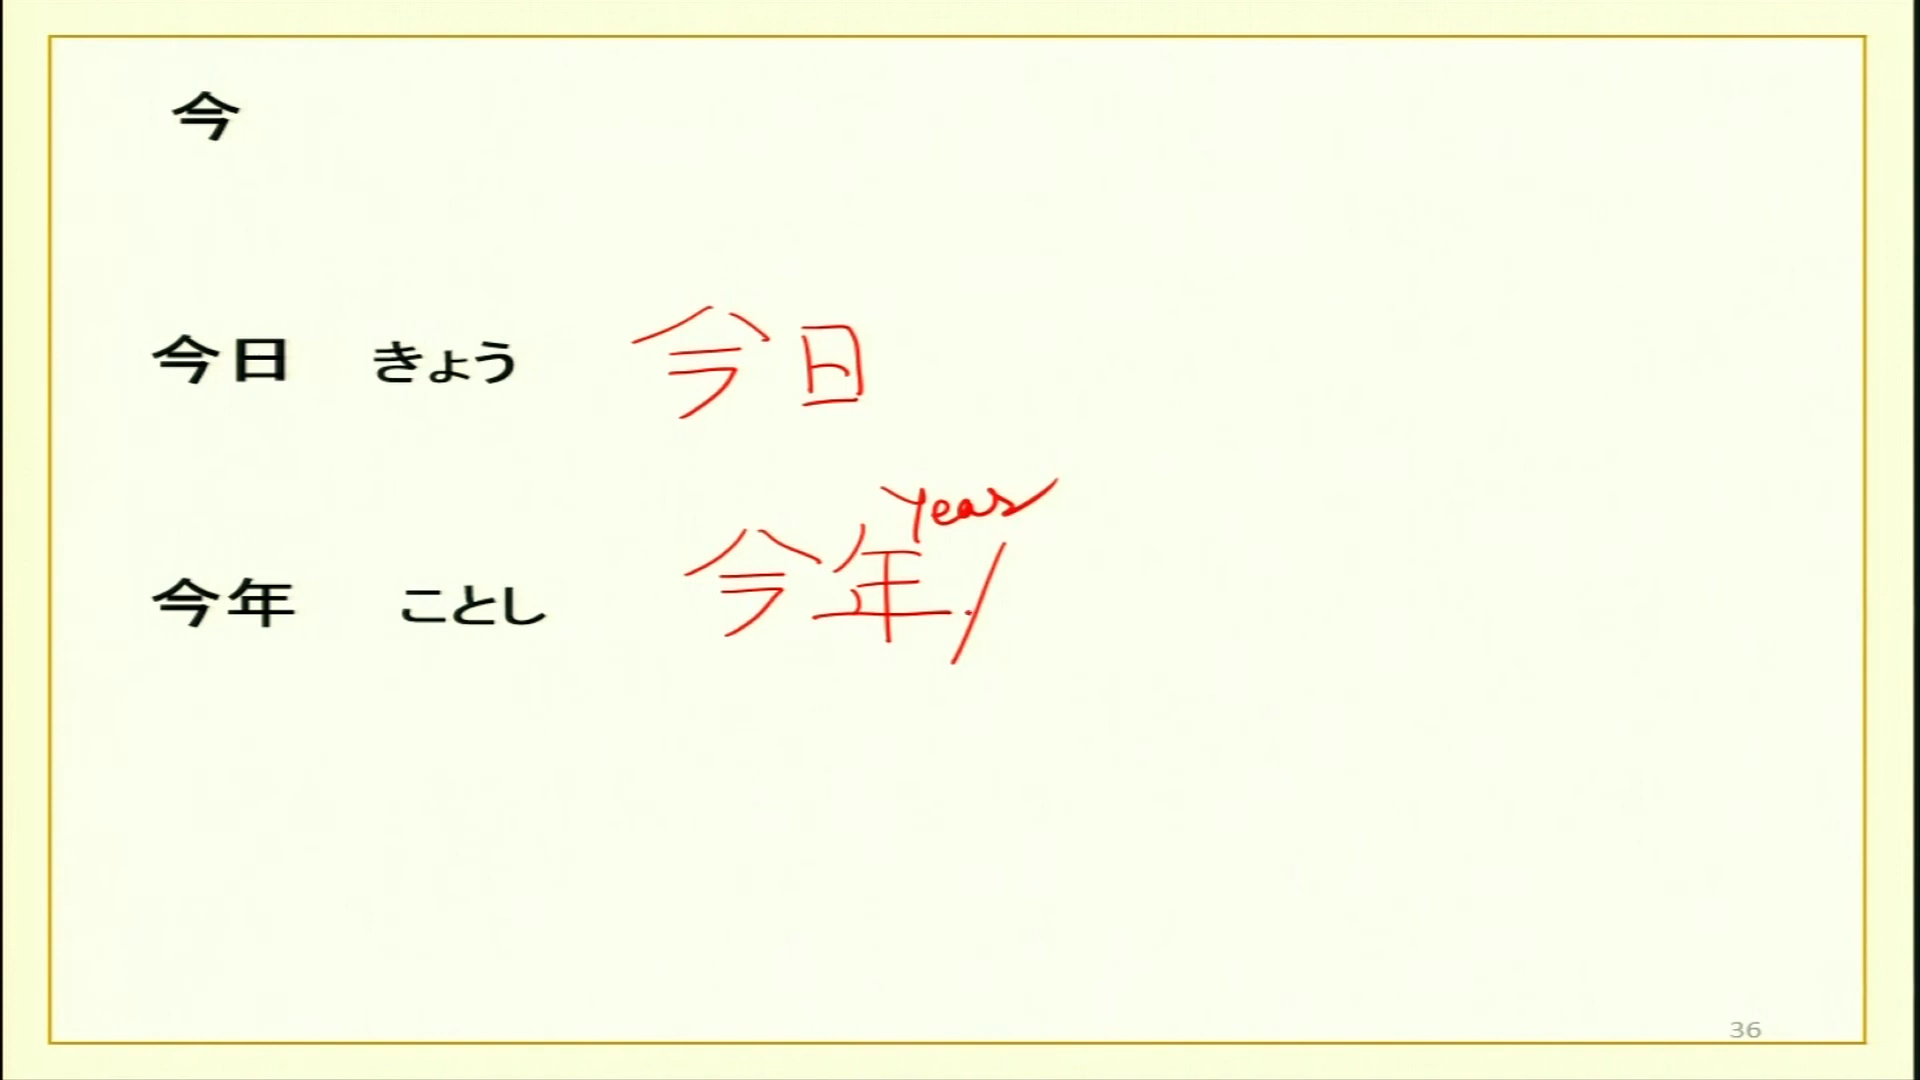 今
今日 きょう 今日
year
今年 ことし 今年
36